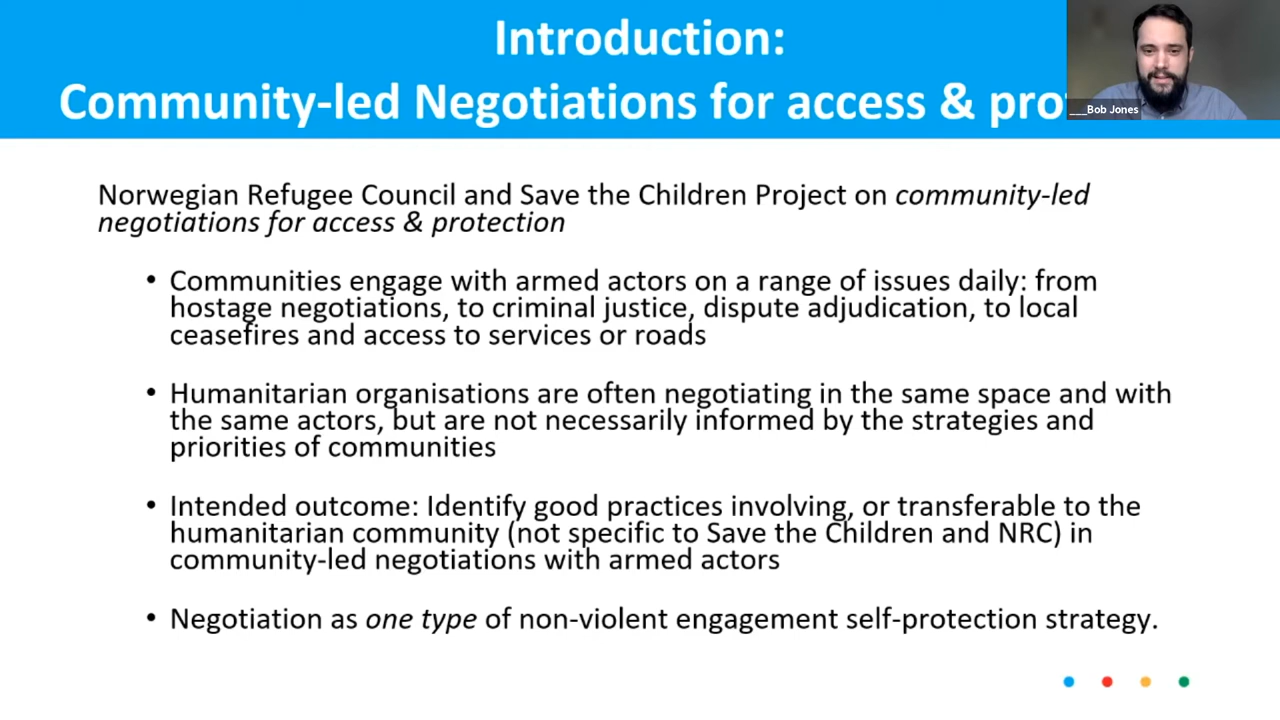 Introduction:
Community-led Negotiations for access & pro
___Bob Jones
Norwegian Refugee Council and Save the Children Project on community-led
negotiations for access & protection
• Communities engage with armed actors on a range of issues daily: from
hostage negotiations, to criminal justice, dispute adjudication, to local
ceasefires and access to services or roads
• Humanitarian organisations are often negotiating in the same space and with
the same actors, but are not necessarily informed by the strategies and
priorities of communities
• Intended outcome: Identify good practices involving, or transferable to the
humanitarian community (not specific to Save the Children and NRC) in
community-led negotiations with armed actors
• Negotiation as one type of non-violent engagement self-protection strategy.